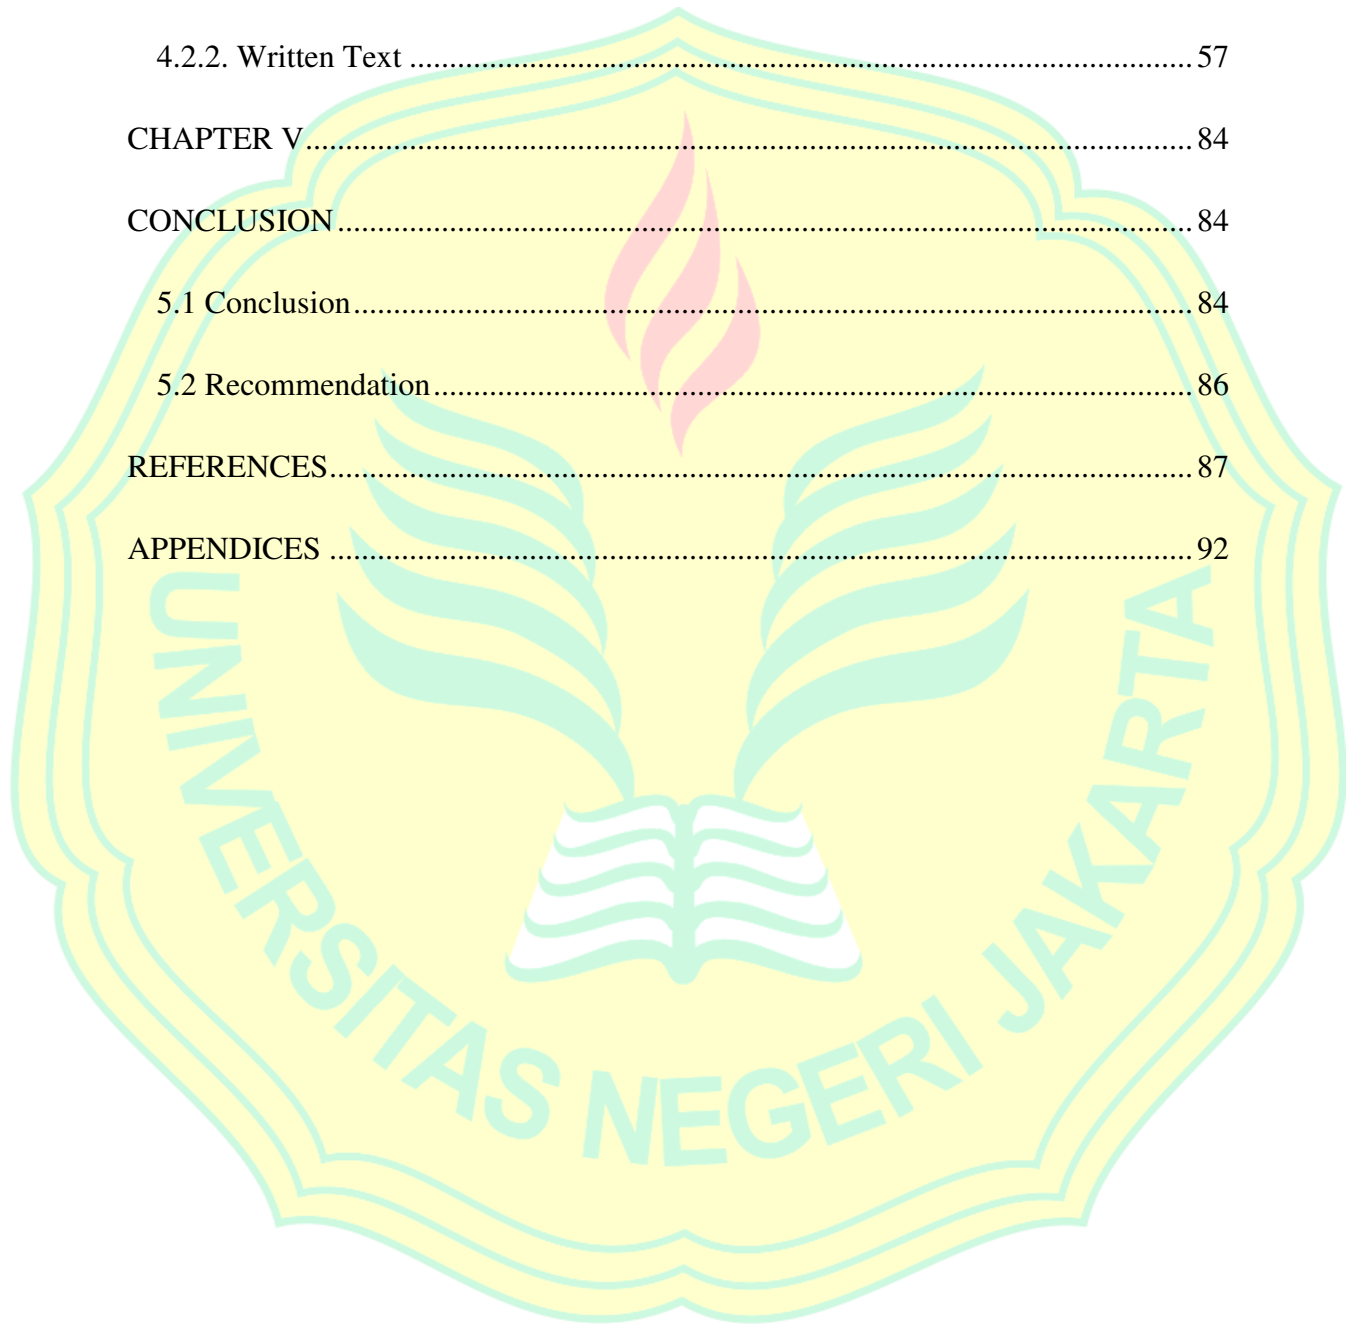 4.2.2. Written Text ........................................................................................................ 57
CHAPTER V ........................................................................................................ 84
CONCLUSION ........................................................................................................ 84
5.1 Conclusion ........................................................................................................ 84
5.2 Recommendation ........................................................................................................ 86
REFERENCES ........................................................................................................ 87
APPENDICES ........................................................................................................ 92
UNIVERSITAS NEGERI JAKARTA